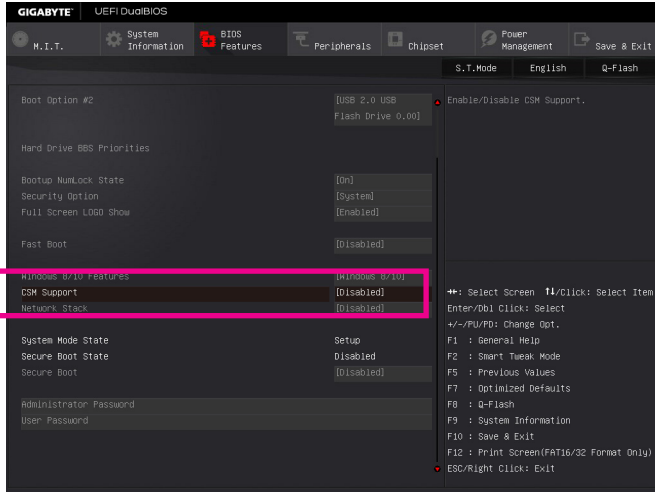 GIGABYTE™ UEFI DualBIOS
M.I.T. System Information BIOS Features Peripherals Chipset Power Management Save & Exit
S.T.Mode English Q-Flash
Boot Option #2 [USB 2.0 USB Flash Drive 0.00]
Enable/Disable CSM Support.
Hard Drive BBS Priorities
Bootup NumLock State [On]
Security Option [System]
Full Screen LOGO Show [Enabled]
Fast Boot [Disabled]
Windows 8/10 Features [Windows 8/10]
CSM Support [Disabled]
Network Stack [Disabled]
System Mode State Setup
Secure Boot State Disabled
Secure Boot [Disabled]
Administrator Password
User Password
→←: Select Screen ↑↓/Click: Select Item
Enter/Dbl Click: Select
+/-/PU/PD: Change Opt.
F1 : General Help
F2 : Smart Tweak Mode
F5 : Previous Values
F7 : Optimized Defaults
F8 : Q-Flash
F9 : System Information
F10 : Save & Exit
F12 : Print Screen(FAT16/32 Format Only)
ESC/Right Click: Exit